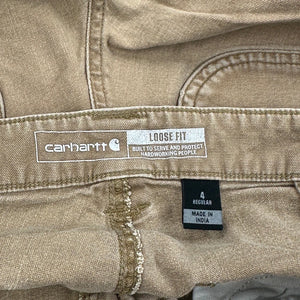 carhartt
LOOSE FIT
BUILT TO SERVE AND PROTECT
HARDWORKING PEOPLE
4
REGULAR
MADE IN
INDIA